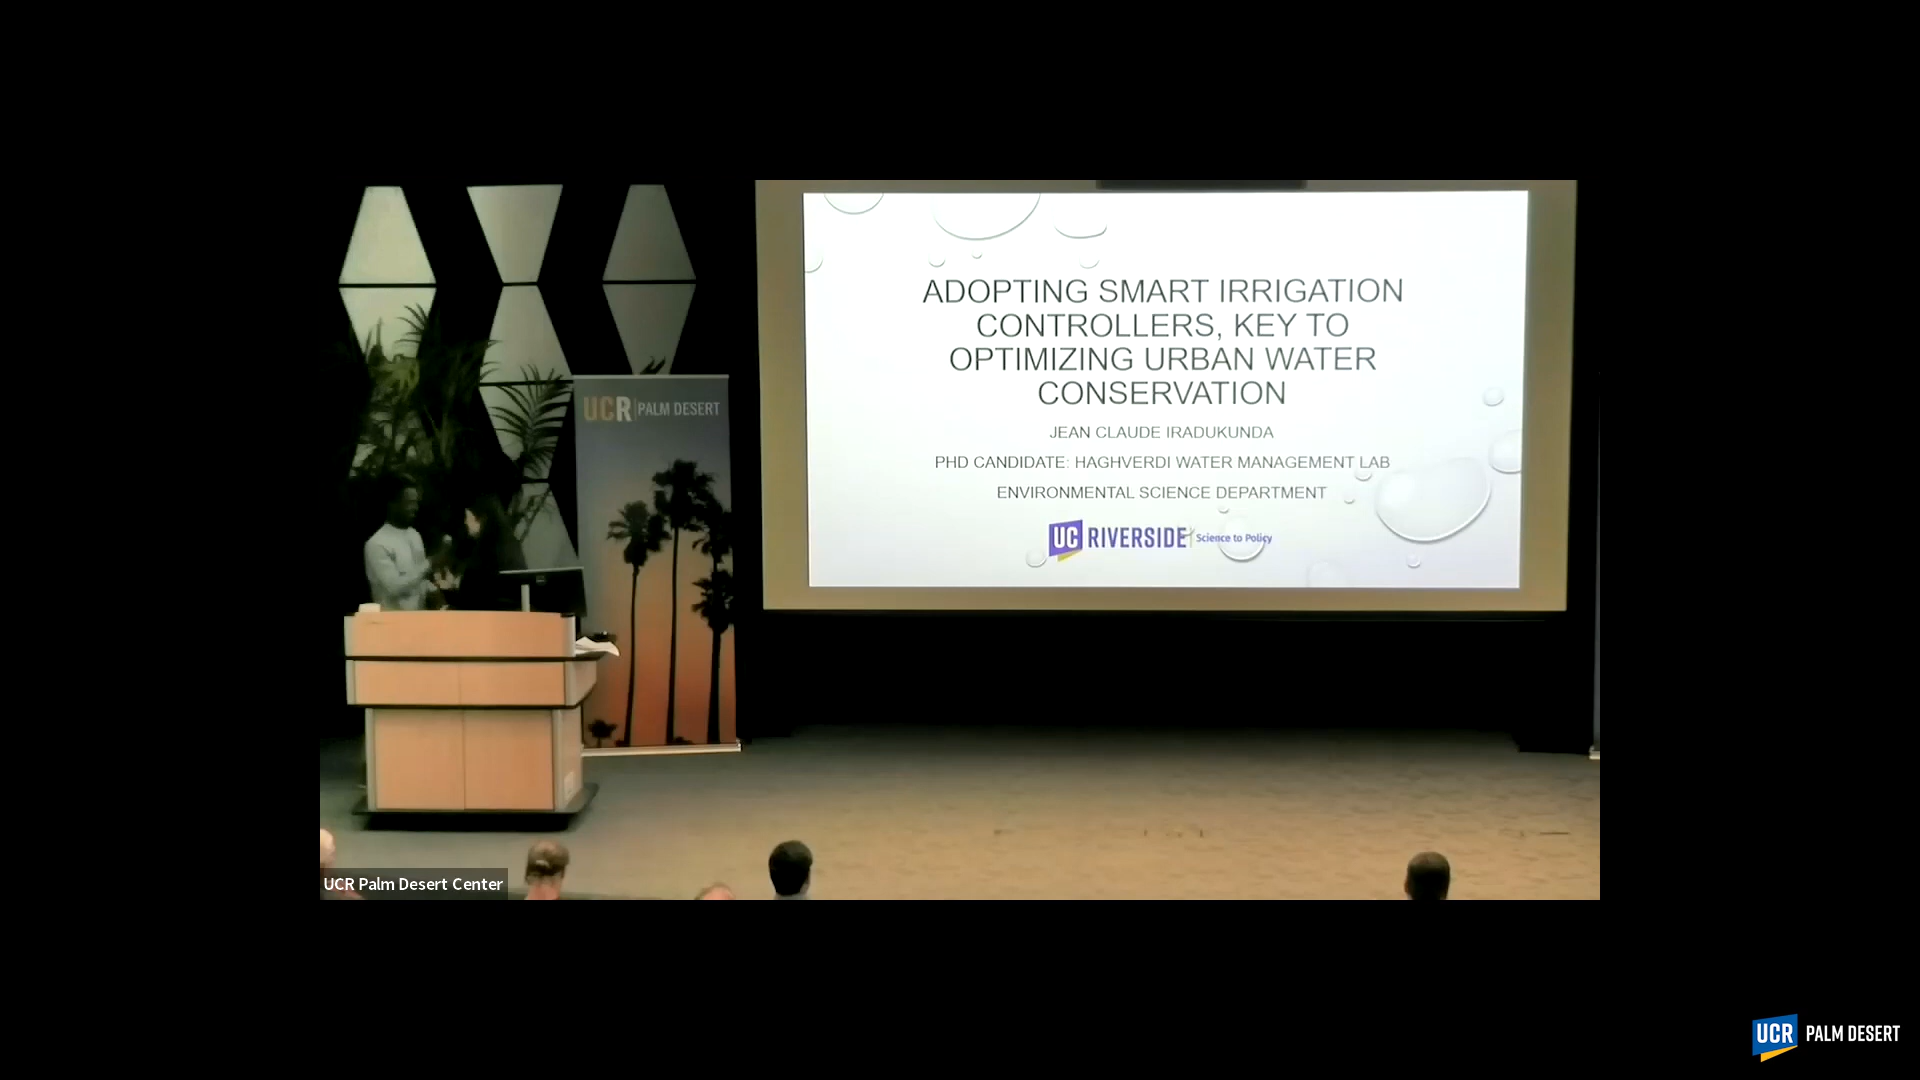 ADOPTING SMART IRRIGATION
CONTROLLERS, KEY TO
OPTIMIZING URBAN WATER
CONSERVATION
JEAN CLAUDE IRADUKUNDA
PHD CANDIDATE: HAGHVERDI WATER MANAGEMENT LAB
ENVIRONMENTAL SCIENCE DEPARTMENT
UC RIVERSIDE Science to Policy
UCR PALM DESERT
UCR Palm Desert Center
UCR PALM DESERT